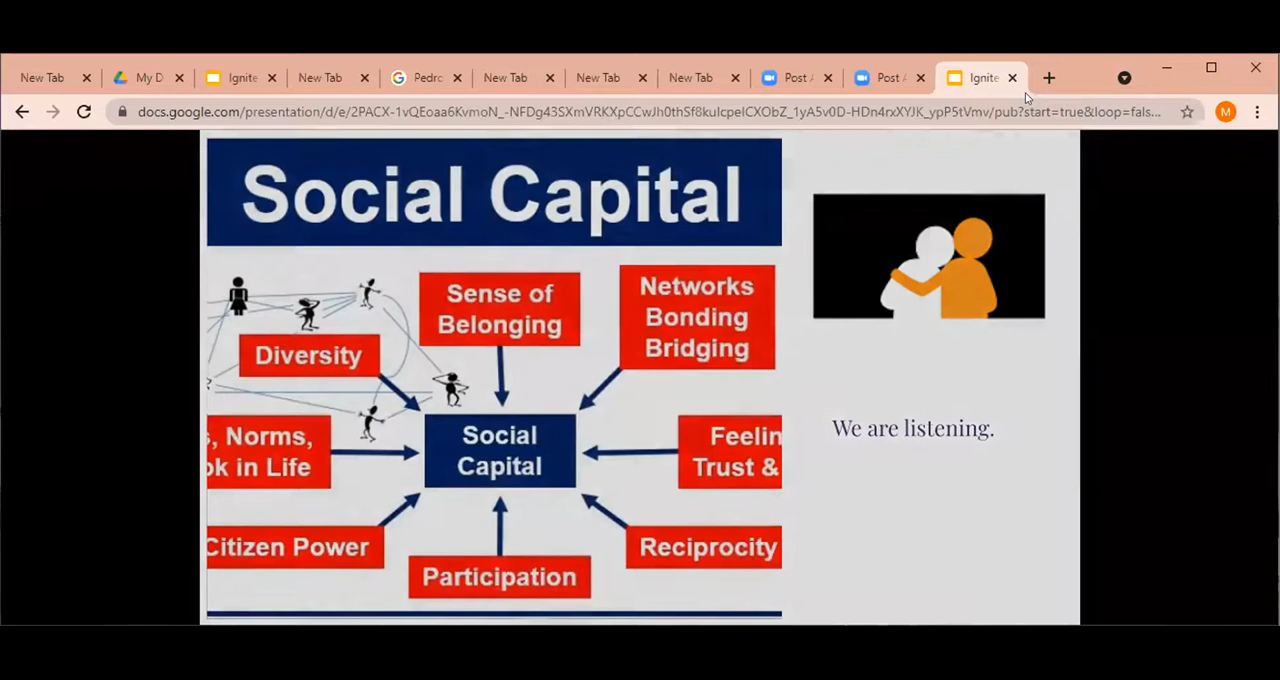 New Tab
My D
Ignite
New Tab
Pedro
New Tab
New Tab
New Tab
Post
Post
Ignite
docs.google.com/presentation/d/e/2PACX-1vQEoaa6KvmoN_-NFDg43SXmVRKXpCCwJh0thSf8kulcpeICXObZ_1yA5v0D-HDn4rxXYJK_ypP5tVmv/pub?start=true&loop=fals...
M
Social Capital
Sense of
Belonging
Networks
Bonding
Bridging
Diversity
, Norms,
k in Life
Social
Capital
Feelin
Trust &
Citizen Power
Participation
Reciprocity
We are listening.